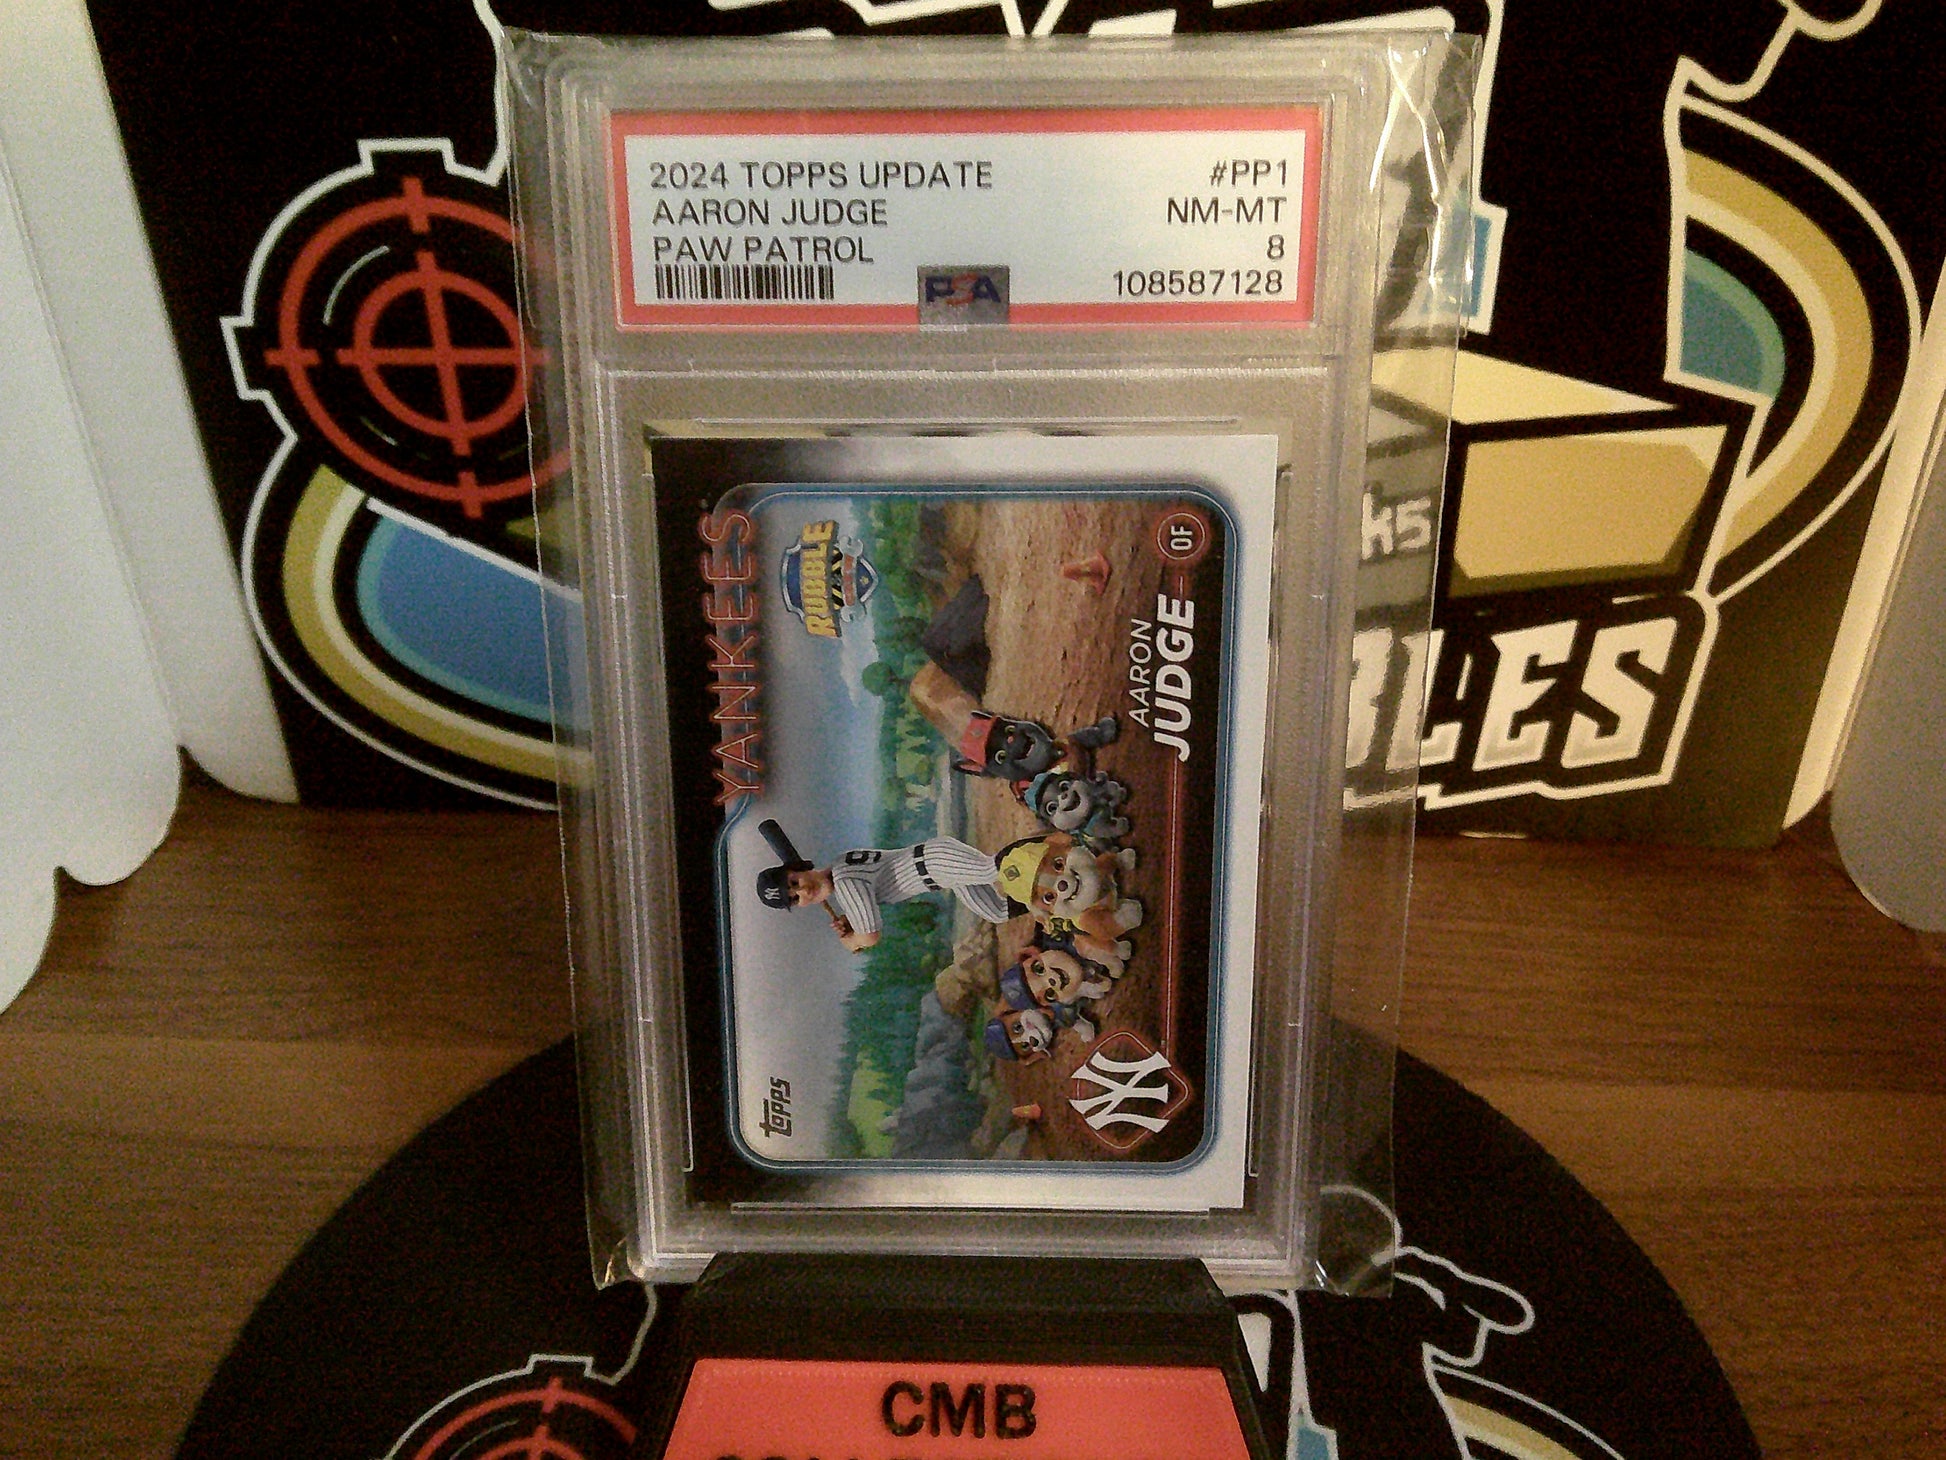 2024 TOPPS UPDATE #PP1
AARON JUDGE NM-MT
PAW PATROL 8
PSA 108587128
YANKEES
RUBBLE
OF
AARON
JUDGE
topps
NY
CMB